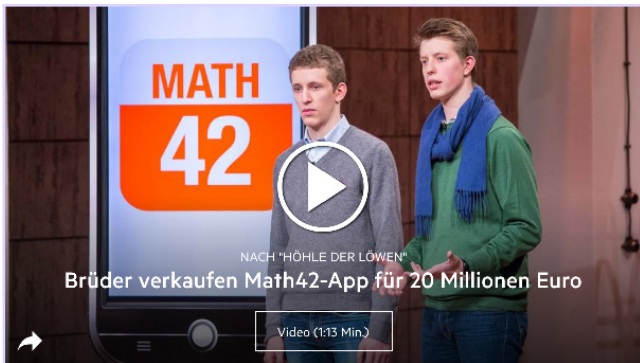 MATH
42
NACH "HÖHLE DER LÖWEN"
Brüder verkaufen Math42-App für 20 Millionen Euro
Video (1:13 Min.)